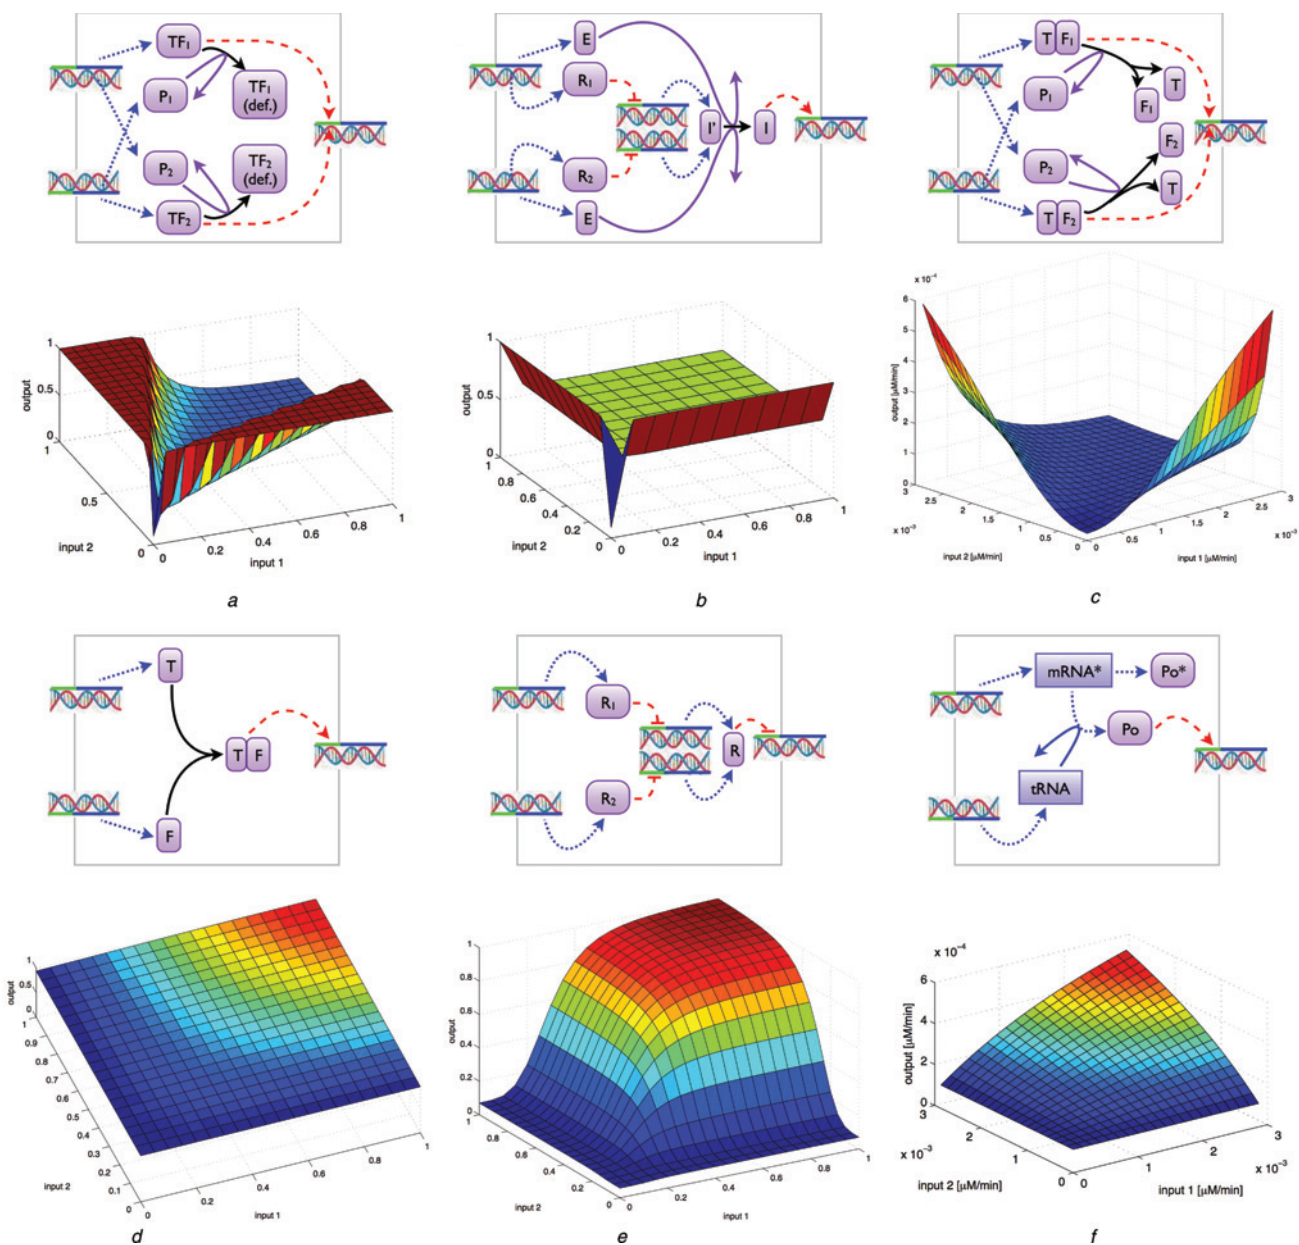 TF1
P1
TF1
(def.)
P2
TF2
(def.)
TF2
E
R1
I'
I
R2
E
T F1
P1
T
F1
F2
P2
T
T F2
1
0.5
0
output
1
0.5
0
input 2
0
0.2
0.4
0.6
0.8
1
input 1
a
1
0.5
0
output
1
0.8
0.6
0.4
0.2
0
input 2
0
0.2
0.4
0.6
0.8
1
input 1
b
x 10⁻⁴
6
5
4
3
2
1
0
output [μM/min]
3
2.5
2
1.5
1
0.5
0
x 10⁻³
input 2 [μM/min]
0
0.5
1
1.5
2
2.5
3
x 10⁻³
input 1 [μM/min]
c
T
T F
F
R1
R
R2
mRNA*
Po*
Po
tRNA
1
0.5
0
output
1
0.9
0.8
0.7
0.6
0.5
0.4
0.3
0.2
0.1
0
input 2
0
0.2
0.4
0.6
0.8
1
input 1
d
1
0.8
0.6
0.4
0.2
0
output
1
0.8
0.6
0.4
0.2
0
input 2
0
0.2
0.4
0.6
0.8
1
input 1
e
x 10⁻⁴
6
4
2
0
output [μM/min]
3
2
1
0
x 10⁻³
input 2 [μM/min]
0
1
2
3
x 10⁻³
input 1 [μM/min]
f